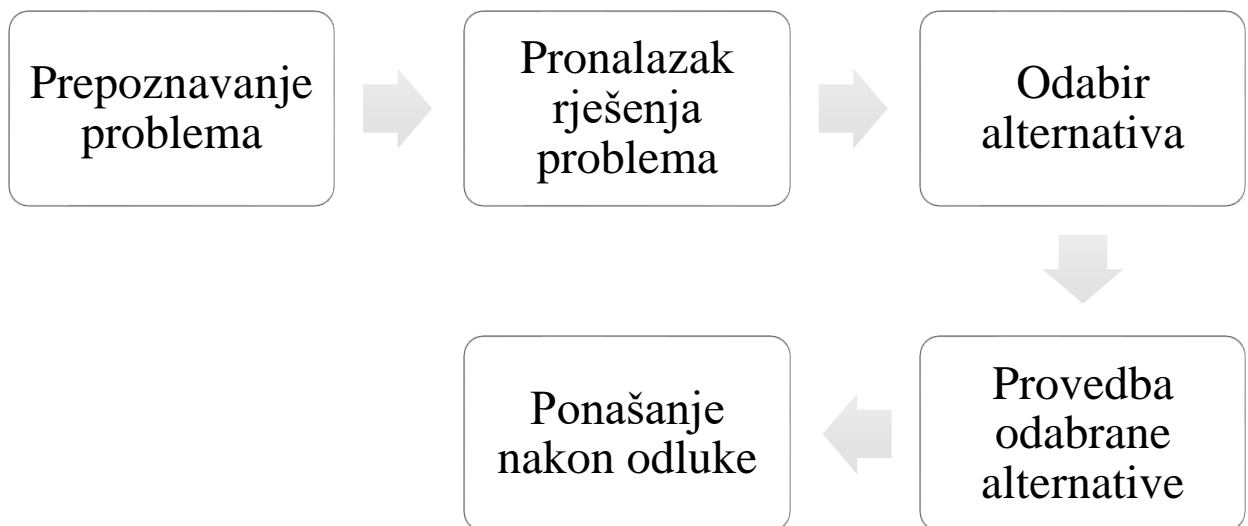 Prepoznavanje
problema
Pronalazak
rješenja
problema
Odabir
alternativa
Provedba
odabrane
alternative
Ponašanje
nakon odluke